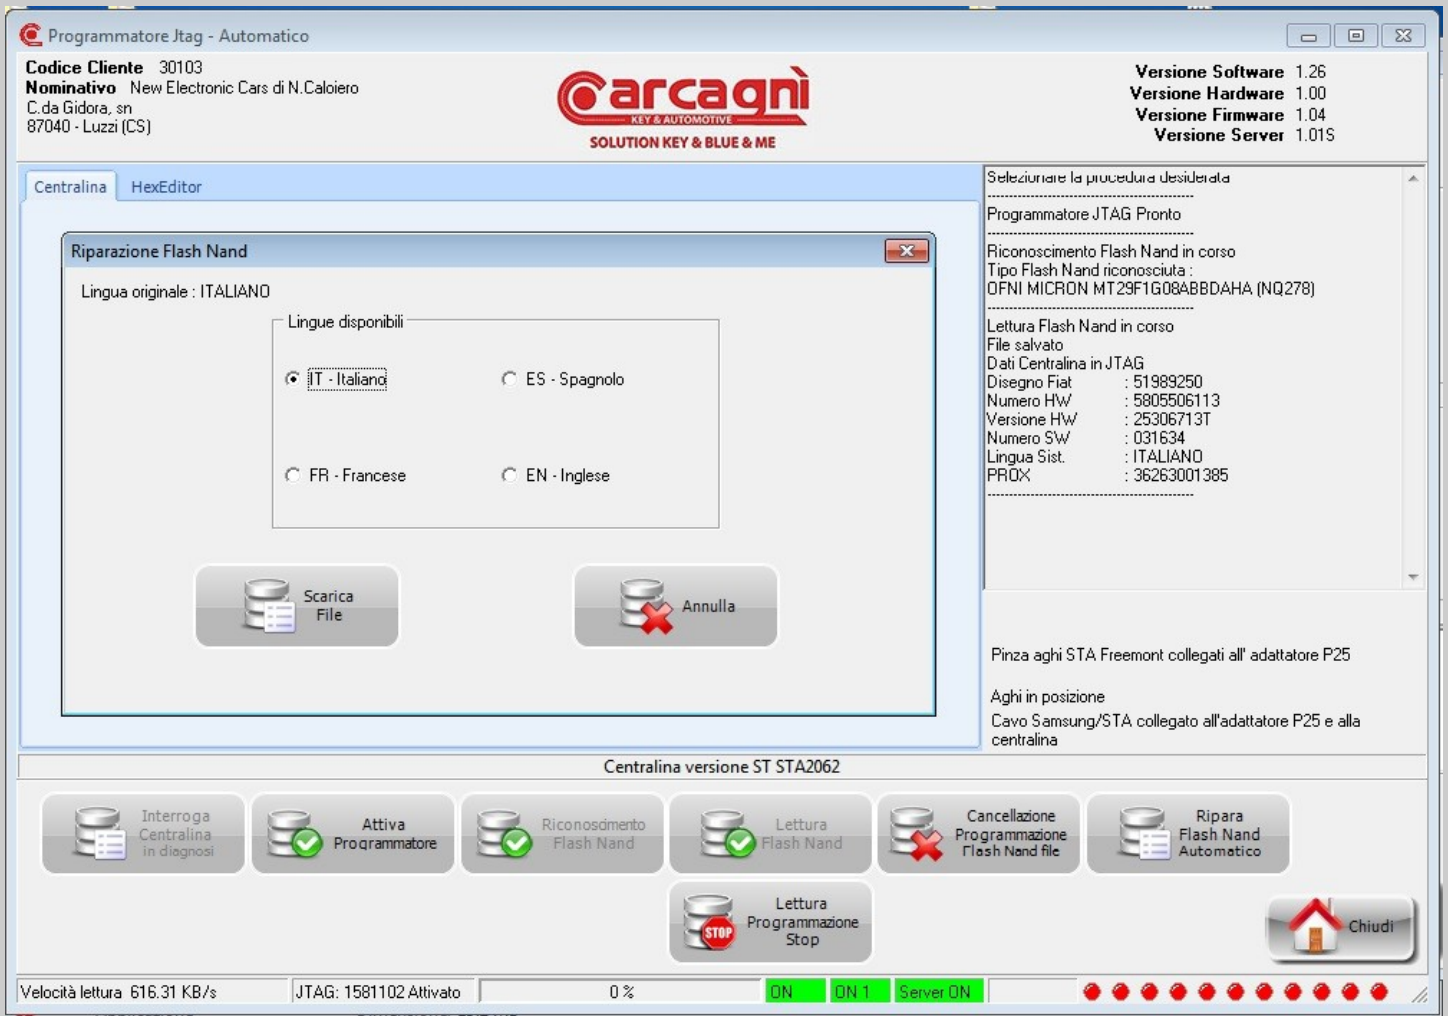 Programmatore Jtag - Automatico
Codice Cliente 30103
Nominativo New Electronic Cars di N.Caloiero
C.da Gidora, sn
87040 - Luzzi (CS)
Carcagnì
KEY & AUTOMOTIVE
SOLUTION KEY & BLUE & ME
Versione Software 1.26
Versione Hardware 1.00
Versione Firmware 1.04
Versione Server 1.01S
Centralina
HexEditor
Riparazione Flash Nand
Lingua originale : ITALIANO
Lingue disponibili
IT - Italiano
ES - Spagnolo
FR - Francese
EN - Inglese
Scarica
File
Annulla
Selezionare la procedura desiderata
Programmatore JTAG Pronto
Riconoscimento Flash Nand in corso
Tipo Flash Nand riconosciuta :
OFNI MICRON MT29F1G08ABBDAHA (NQ278)
Lettura Flash Nand in corso
File salvato
Dati Centralina in JTAG
Disegno Fiat : 51989250
Numero HW : 5805506113
Versione HW : 25306713T
Numero SW : 031634
Lingua Sist. : ITALIANO
PROX : 36263001385
Pinza aghi STA Freemont collegati all' adattatore P25
Aghi in posizione
Cavo Samsung/STA collegato all'adattatore P25 e alla
centralina
Centralina versione ST STA2062
Interroga
Centralina
in diagnosi
Attiva
Programmatore
Riconoscimento
Flash Nand
Lettura
Flash Nand
Cancellazione
Programmazione
Flash Nand file
Ripara
Flash Nand
Automatico
STOP
Lettura
Programmazione
Stop
Chiudi
Velocità lettura 616.31 KB/s
JTAG: 1581102 Attivato
0 %
ON
ON 1
Server ON